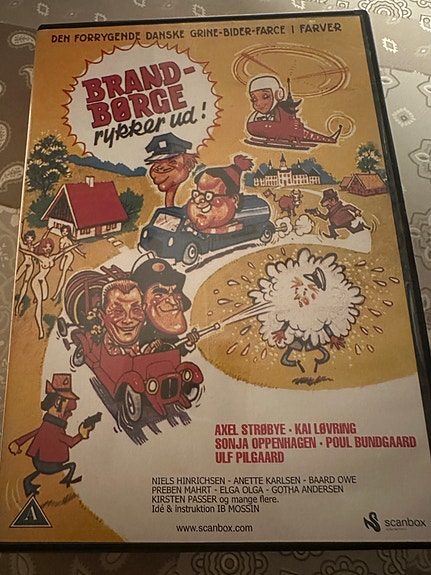 DEN FORRYGENDE DANSKE GRINE-BIDER-FARCE I FARVER
BRAND-
BØRGE
rykker ud!
AXEL STRØBYE · KAI LØVRING
SONJA OPPENHAGEN · POUL BUNDGAARD
ULF PILGAARD
NIELS HINRICHSEN - ANETTE KARLSEN - BAARD OWE
PREBEN MAHRT - ELGA OLGA - GOTHA ANDERSEN
KIRSTEN PASSER og mange flere.
Idé & instruktion IB MOSSIN
A
www.scanbox.com
scanbox